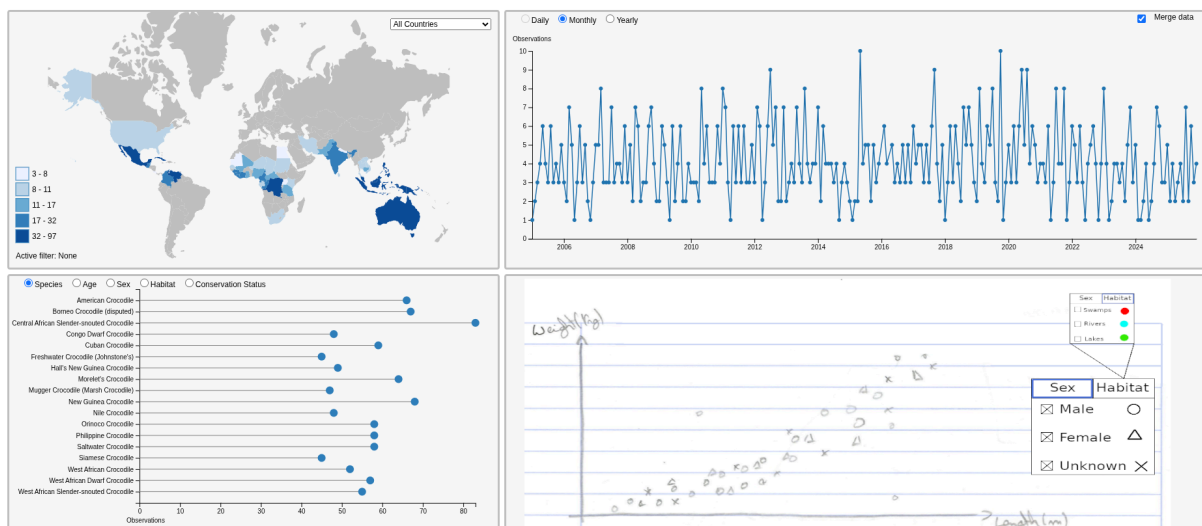 All Countries
3 - 8
8 - 11
11 - 17
17 - 32
32 - 97
Active filter: None
Daily Monthly Yearly
Merge data
Observations
10
9
8
7
6
5
4
3
2
1
0
2006 2008 2010 2012 2014 2016 2018 2020 2022 2024
Species Age Sex Habitat Conservation Status
American Crocodile
Borneo Crocodile (disputed)
Central African Slender-snouted Crocodile
Congo Dwarf Crocodile
Cuban Crocodile
Freshwater Crocodile (Johnstone's)
Hall's New Guinea Crocodile
Morelet's Crocodile
Mugger Crocodile (Marsh Crocodile)
New Guinea Crocodile
Nile Crocodile
Orinoco Crocodile
Philippine Crocodile
Saltwater Crocodile
Siamese Crocodile
West African Crocodile
West African Dwarf Crocodile
West African Slender-snouted Crocodile
0 10 20 30 40 50 60 70 80
Observations
Weight(Kg)
Length(m)
Sex Habitat
Swamps
Rivers
Lakes
Sex Habitat
Male
Female
Unknown